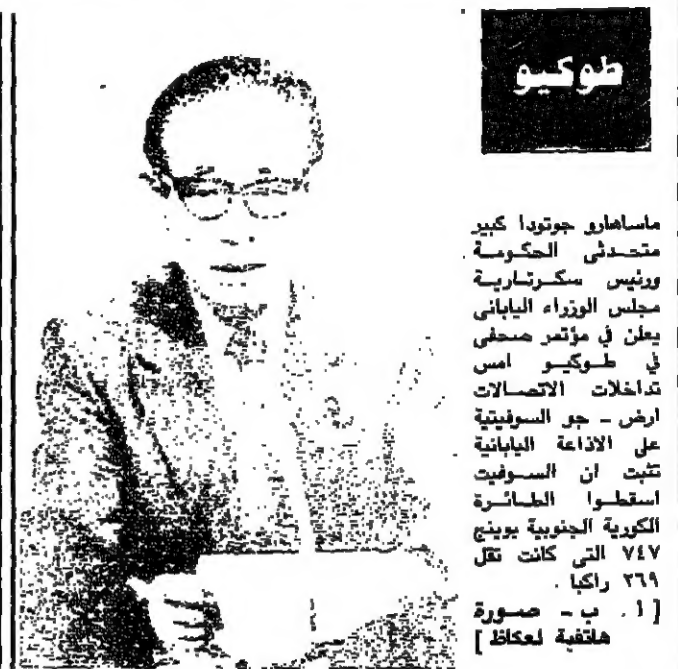 طوكيو
ماساهارو جوتودا كبير
متحدثى الحكومة
ورئيس سكرتارية
مجلس الوزراء اليابانى
يعلن في مؤتمر صحفى
في طوكيو امس
تداخلات الاتصالات
ارض - جو السوفيتية
على الاذاعة اليابانية
تثبت ان السوفيت
اسقطوا الطائرة
الكورية الجنوبية بوينج
٧٤٧ التى كانت تقل
٢٦٩ راكبا .
[ ا . ب - صورة
هاتفية لعكاظ ]